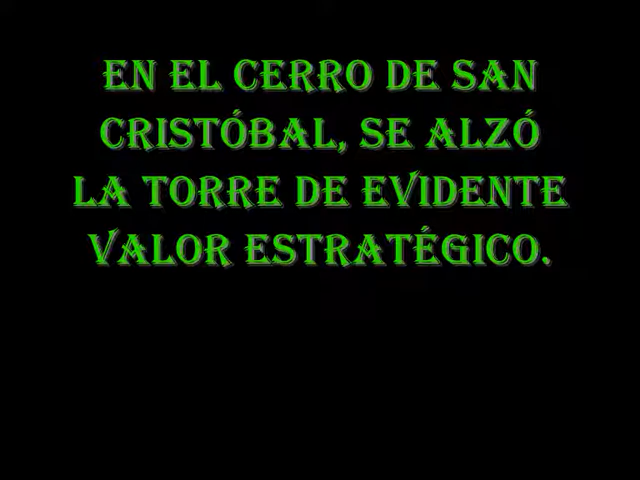 EN EL CERRO DE SAN
CRISTÓBAL, SE ALZÓ
LA TORRE DE EVIDENTE
VALOR ESTRATÉGICO.